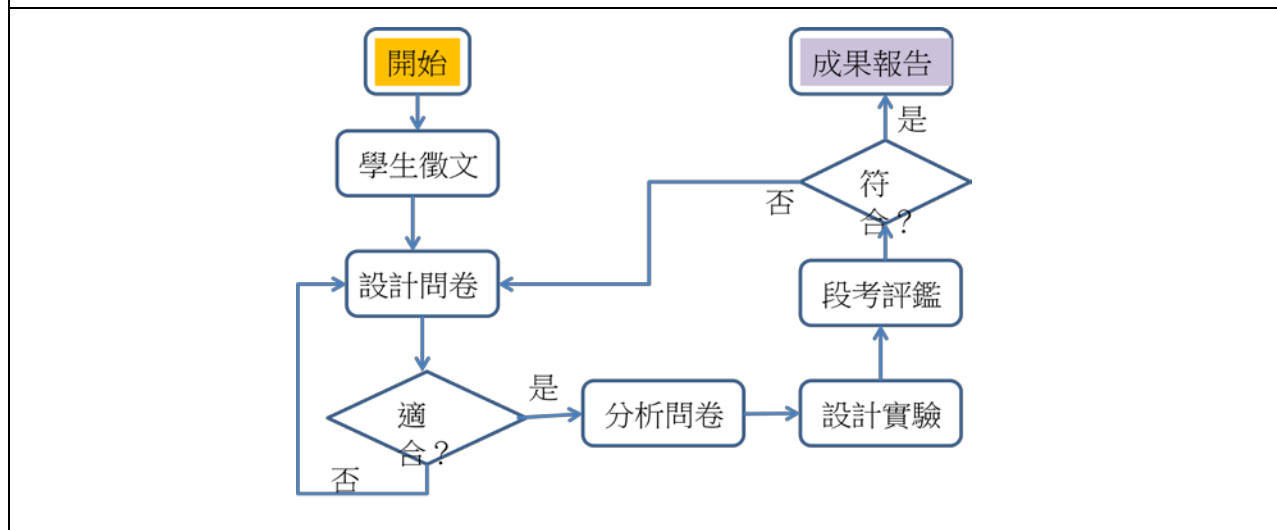 開始
學生徵文
設計問卷
適
合？
否
是
分析問卷
設計實驗
段考評鑑
符
合？
否
是
成果報告